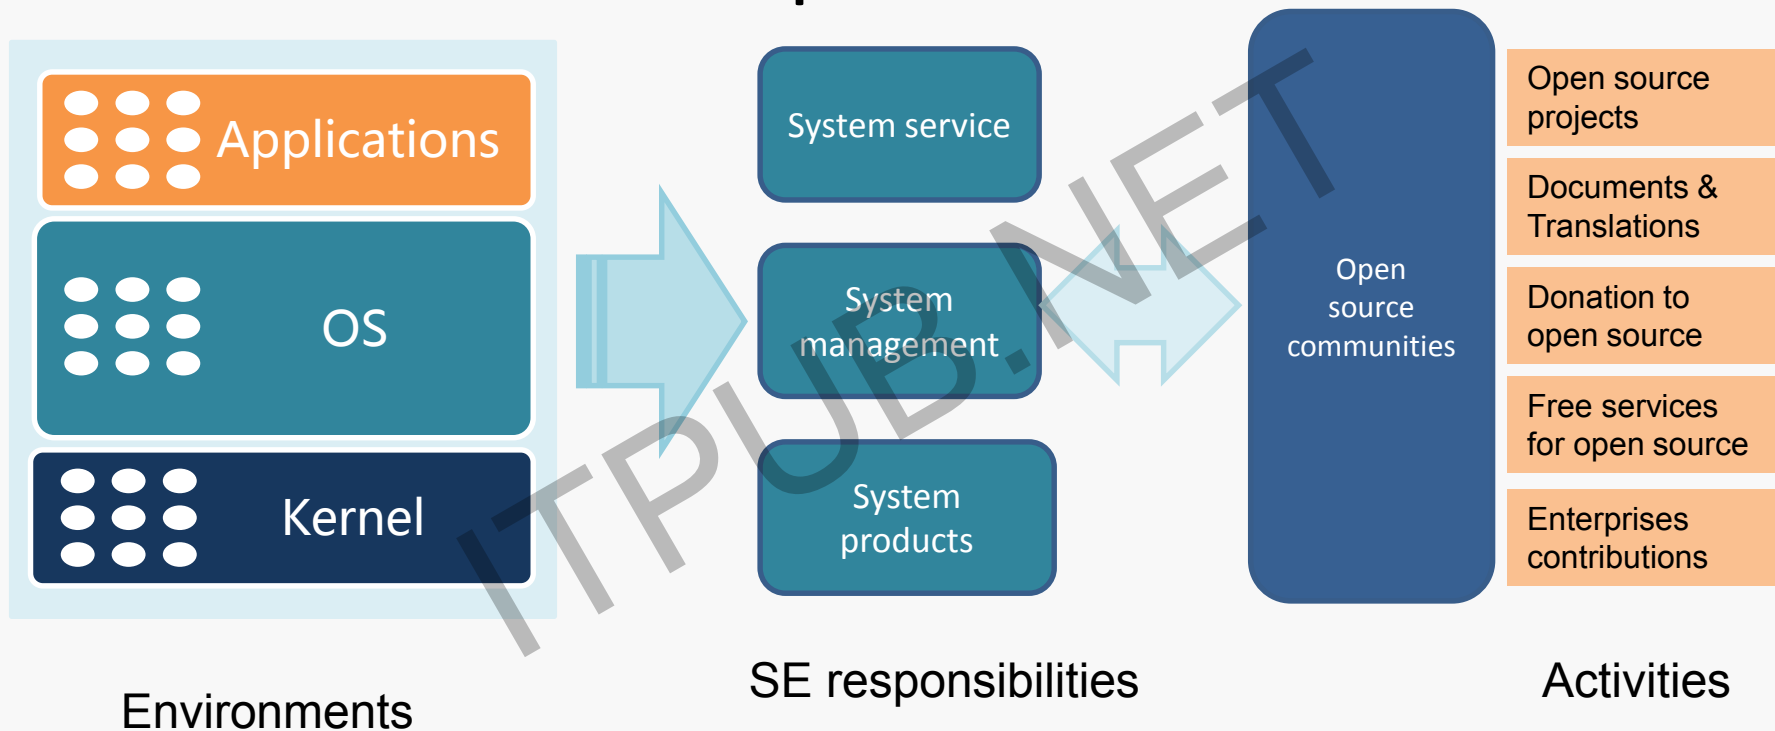 Applications
OS
Kernel
Environments
System service
System
management
System
products
SE responsibilities
Open
source
communities
Open source
projects
Documents &
Translations
Donation to
open source
Free services
for open source
Enterprises
contributions
Activities
ITPUB.NET